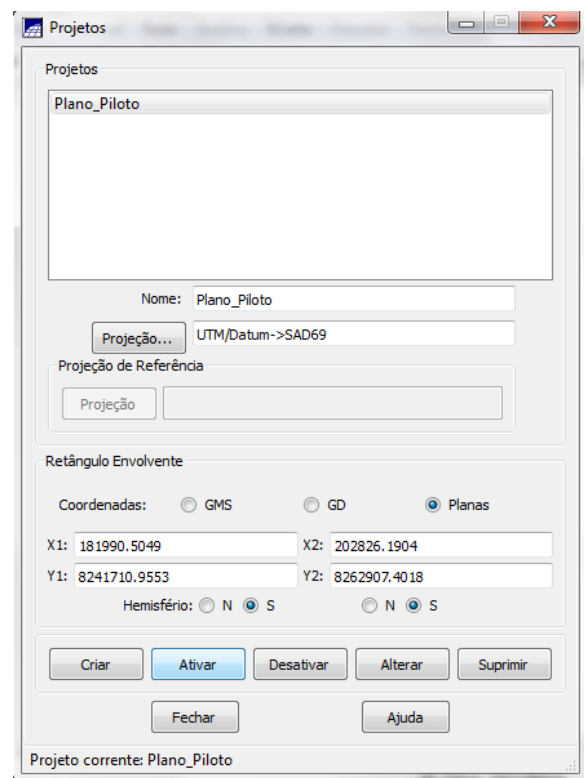 Projetos
Projetos
Plano_Piloto
Nome: Plano_Piloto
Projeção... UTM/Datum->SAD69
Projeção de Referência
Projeção
Retângulo Envolvente
Coordenadas: GMS GD Planas
X1: 181990.5049 X2: 202826.1904
Y1: 8241710.9553 Y2: 8262907.4018
Hemisfério: N S N S
Criar Ativar Desativar Alterar Suprimir
Fechar Ajuda
Projeto corrente: Plano_Piloto